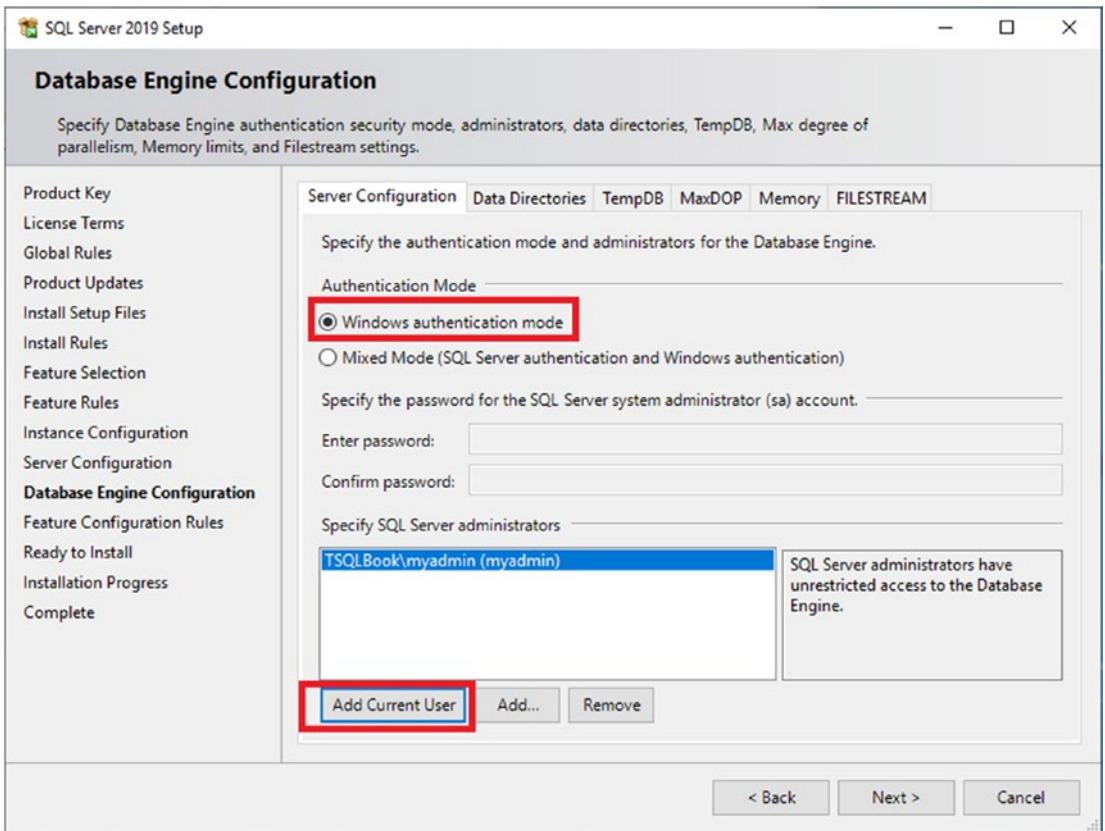 SQL Server 2019 Setup
Database Engine Configuration
Specify Database Engine authentication security mode, administrators, data directories, TempDB, Max degree of
parallelism, Memory limits, and Filestream settings.
Product Key
License Terms
Global Rules
Product Updates
Install Setup Files
Install Rules
Feature Selection
Feature Rules
Instance Configuration
Server Configuration
Database Engine Configuration
Feature Configuration Rules
Ready to Install
Installation Progress
Complete
Server Configuration Data Directories TempDB MaxDOP Memory FILESTREAM
Specify the authentication mode and administrators for the Database Engine.
Authentication Mode
Windows authentication mode
Mixed Mode (SQL Server authentication and Windows authentication)
Specify the password for the SQL Server system administrator (sa) account.
Enter password:
Confirm password:
Specify SQL Server administrators
TSQLBook\myadmin (myadmin)
SQL Server administrators have
unrestricted access to the Database
Engine.
Add Current User Add... Remove
< Back Next > Cancel